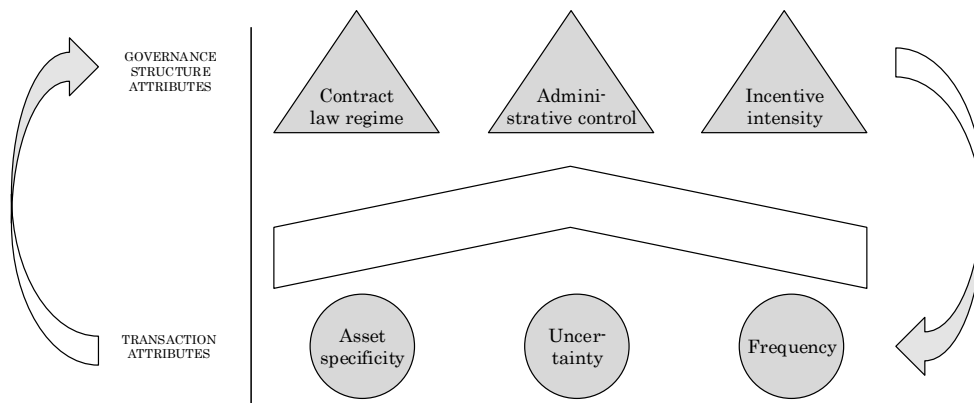 GOVERNANCE
STRUCTURE
ATTRIBUTES
Contract
law regime
Admini-
strative control
Incentive
intensity
TRANSACTION
ATTRIBUTES
Asset
specificity
Uncer-
tainty
Frequency